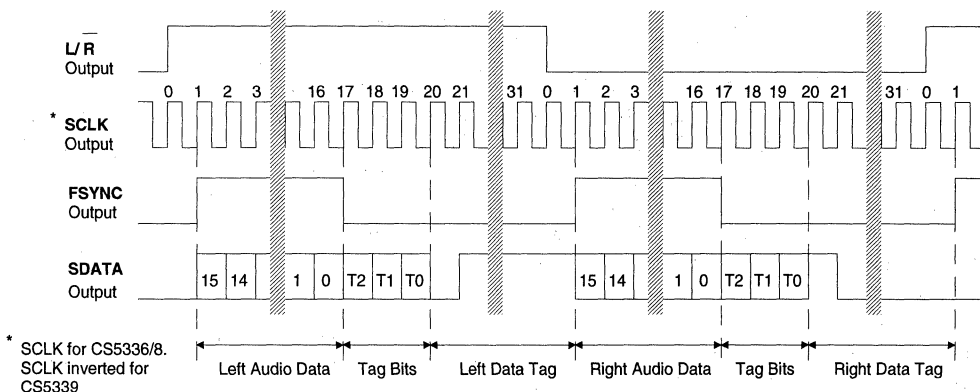 L/R
Output
0 1 2 3 16 17 18 19 20 21 31 0 1 2 3 16 17 18 19 20 21 31 0 1
* SCLK
Output
FSYNC
Output
SDATA
Output
15 14 1 0 T2 T1 T0 15 14 1 0 T2 T1 T0
* SCLK for CS5336/8.
SCLK inverted for
CS5339
Left Audio Data Tag Bits Left Data Tag Right Audio Data Tag Bits Right Data Tag